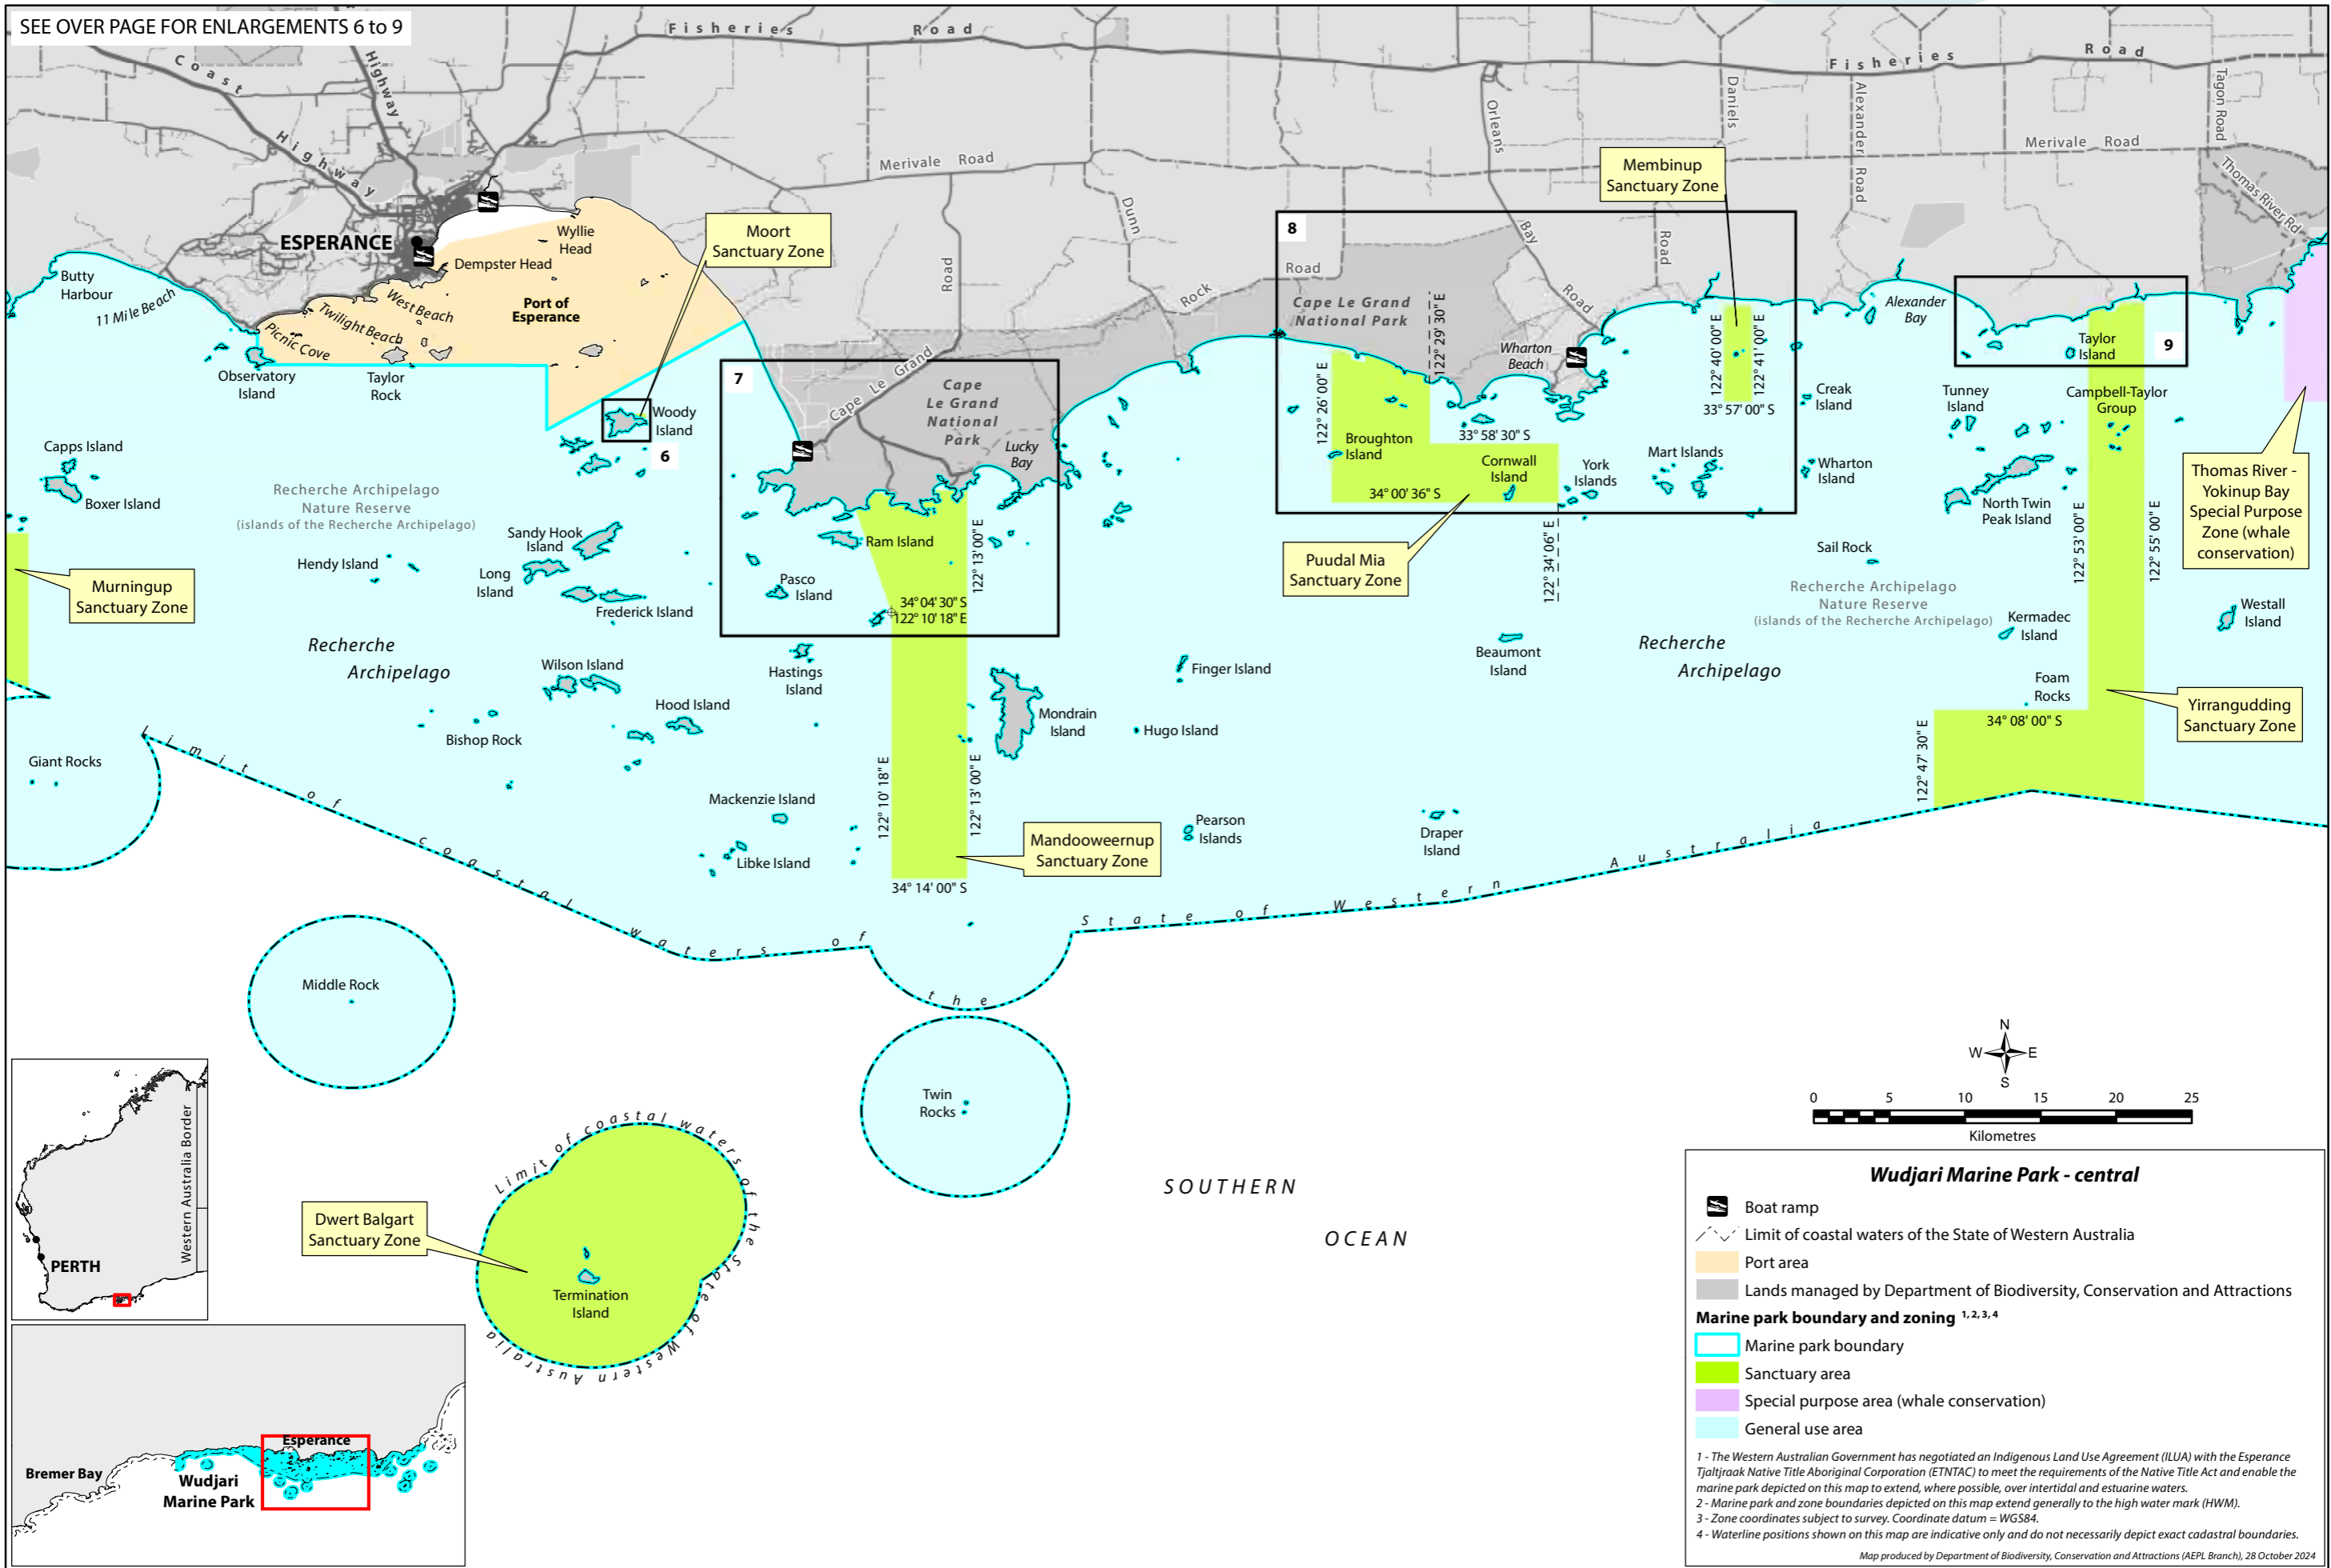 SEE OVER PAGE FOR ENLARGEMENTS 6 to 9
Fisheries Road
Fisheries Road
Coast
Highway
Highway
Merivale Road
Merivale Road
Dunn
Rock
Road
Road
Orleans
Bay
Road
Daniels
Road
Alexander Road
Tagon Road
Thomas River Rd
Membinup
Sanctuary Zone
Moort
Sanctuary Zone
ESPERANCE
Wyllie
Head
Dempster Head
Port of
Esperance
West Beach
Twilight Beach
Picnic Cove
Butty
Harbour
11 Mile Beach
Observatory
Island
Taylor
Rock
Woody
Island
6
7
Cape Le Grand
Cape
Le Grand
National
Park
Lucky
Bay
8
Cape Le Grand
National Park
122° 29' 30" E
122° 26' 00" E
Wharton
Beach
122° 40' 00" E
122° 41' 00" E
33° 57' 00" S
Creak
Island
Alexander
Bay
Taylor
Island
9
Tunney
Island
Campbell-Taylor
Group
Broughton
Island
33° 58' 30" S
Cornwall
Island
York
Islands
Mart Islands
Wharton
Island
34° 00' 36" S
North Twin
Peak Island
Thomas River -
Yokinup Bay
Special Purpose
Zone (whale
conservation)
Capps Island
Boxer Island
Recherche Archipelago
Nature Reserve
(islands of the Recherche Archipelago)
Sandy Hook
Island
Hendy Island
Long
Island
Frederick Island
Ram Island
Pasco
Island
122° 13' 00" E
34° 04' 30" S
122° 10' 18" E
Puudal Mia
Sanctuary Zone
122° 34' 06" E
Sail Rock
122° 53' 00" E
122° 55' 00" E
Recherche Archipelago
Nature Reserve
(islands of the Recherche Archipelago)
Kermadec
Island
Westall
Island
Murningup
Sanctuary Zone
Recherche
Archipelago
Wilson Island
Hastings
Island
Hood Island
Bishop Rock
Finger Island
Mondrain
Island
Hugo Island
Beaumont
Island
Recherche
Archipelago
Foam
Rocks
34° 08' 00" S
Yirrangudding
Sanctuary Zone
122° 47' 30" E
Giant Rocks
Mackenzie Island
Libke Island
122° 10' 18" E
122° 13' 00" E
Mandooweernup
Sanctuary Zone
34° 14' 00" S
Pearson
Islands
Draper
Island
Limit of coastal waters of the State of Western Australia
Middle Rock
Twin
Rocks
Limit of coastal waters of the State of Western Australia
Dwert Balgart
Sanctuary Zone
Termination
Island
SOUTHERN
OCEAN
N
W E
S
0 5 10 15 20 25
Kilometres
Western Australia Border
PERTH
Esperance
Bremer Bay
Wudjari
Marine Park
Wudjari Marine Park - central
Boat ramp
Limit of coastal waters of the State of Western Australia
Port area
Lands managed by Department of Biodiversity, Conservation and Attractions
Marine park boundary and zoning 1, 2, 3, 4
Marine park boundary
Sanctuary area
Special purpose area (whale conservation)
General use area
1 - The Western Australian Government has negotiated an Indigenous Land Use Agreement (ILUA) with the Esperance
Tjaltjraak Native Title Aboriginal Corporation (ETNTAC) to meet the requirements of the Native Title Act and enable the
marine park depicted on this map to extend, where possible, over intertidal and estuarine waters.
2 - Marine park and zone boundaries depicted on this map extend generally to the high water mark (HWM).
3 - Zone coordinates subject to survey. Coordinate datum = WGS84.
4 - Waterline positions shown on this map are indicative only and do not necessarily depict exact cadastral boundaries.
Map produced by Department of Biodiversity, Conservation and Attractions (AEPL Branch), 28 October 2024